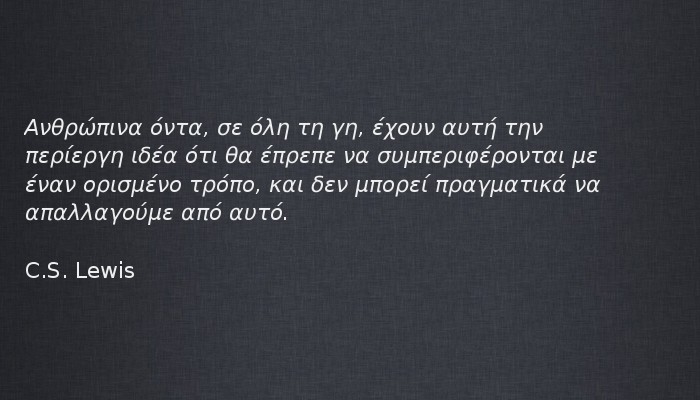 Ανθρώπινα όντα, σε όλη τη γη, έχουν αυτή την
περίεργη ιδέα ότι θα έπρεπε να συμπεριφέρονται με
έναν ορισμένο τρόπο, και δεν μπορεί πραγματικά να
απαλλαγούμε από αυτό.
C.S. Lewis